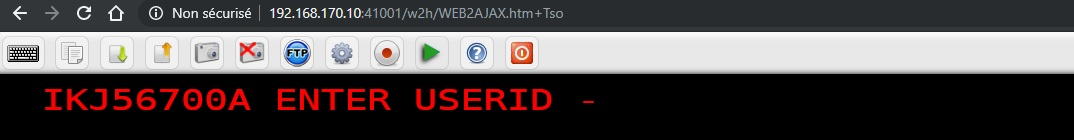 Non sécurisé | 192.168.170.10:41001/w2h/WEB2AJAX.htm+Tso
FTP
IKJ56700A ENTER USERID -